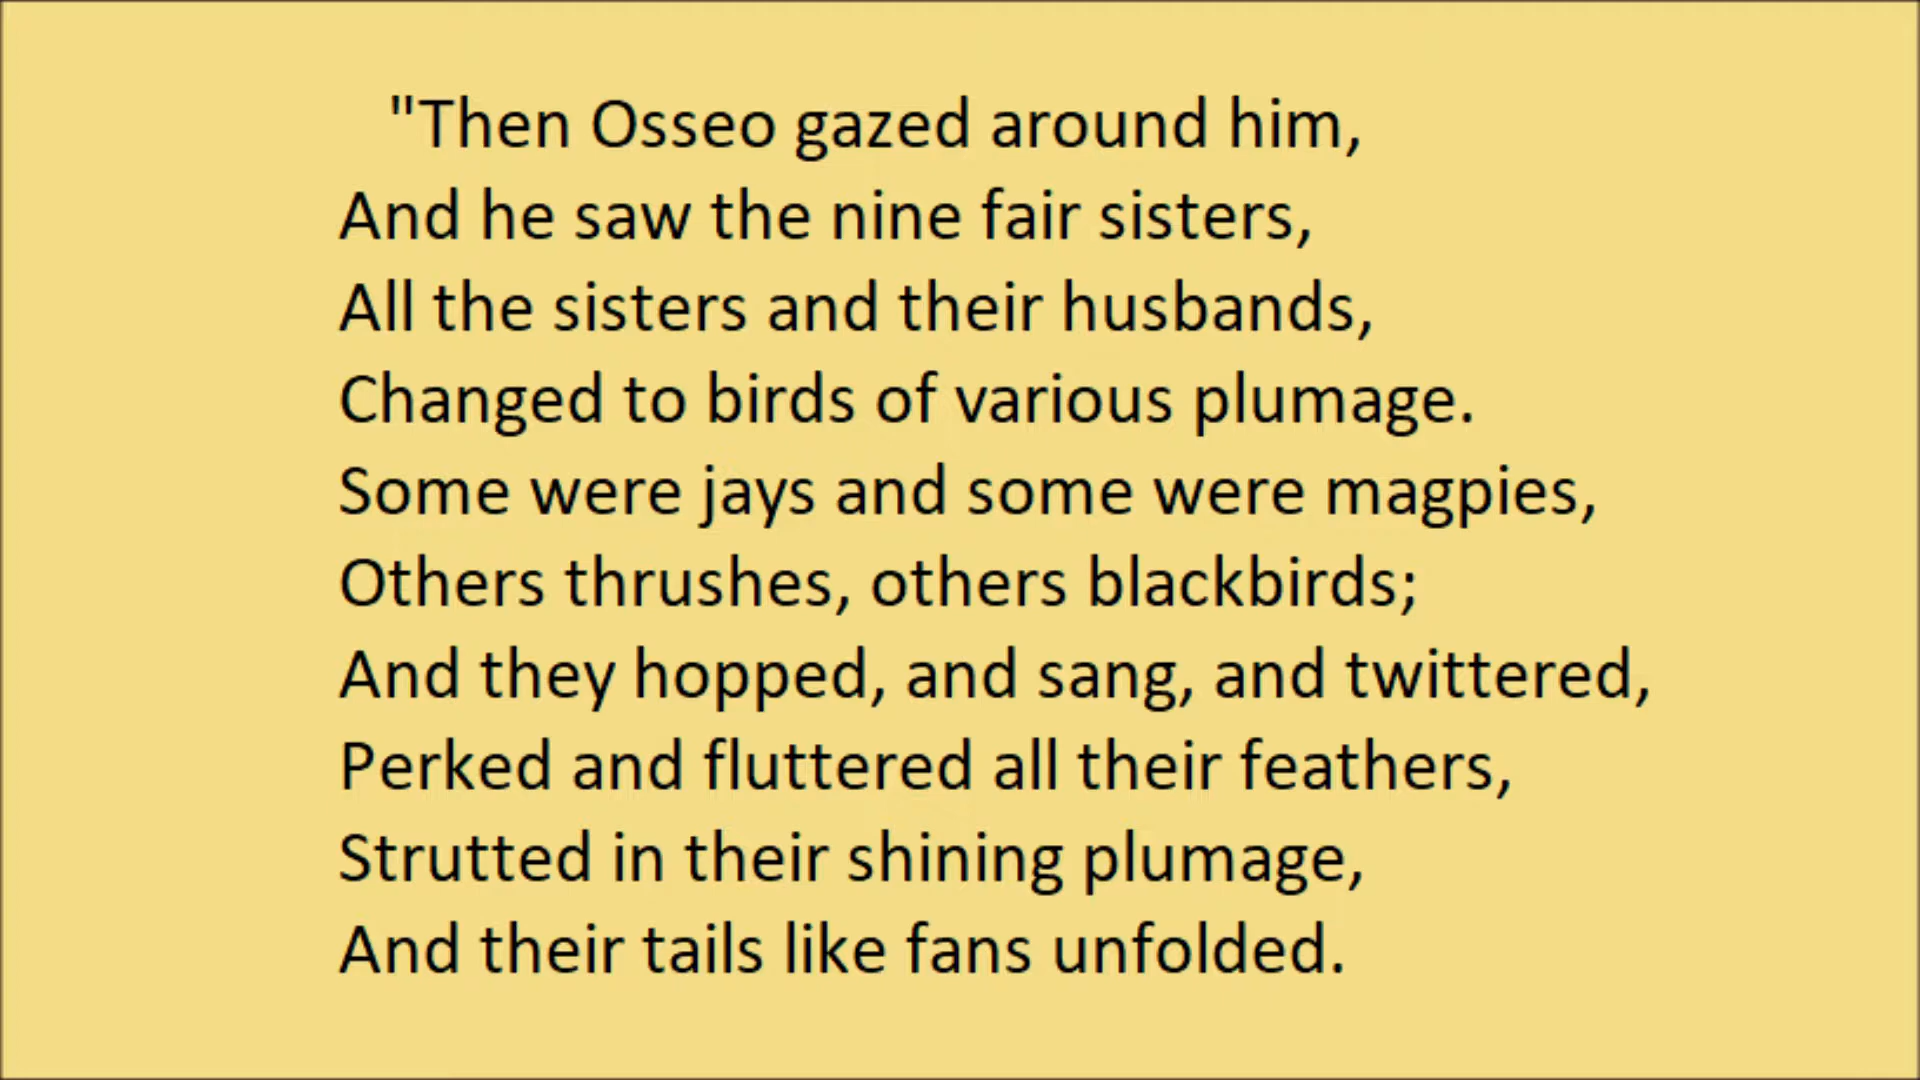 "Then Osseo gazed around him,
And he saw the nine fair sisters,
All the sisters and their husbands,
Changed to birds of various plumage.
Some were jays and some were magpies,
Others thrushes, others blackbirds;
And they hopped, and sang, and twittered,
Perked and fluttered all their feathers,
Strutted in their shining plumage,
And their tails like fans unfolded.